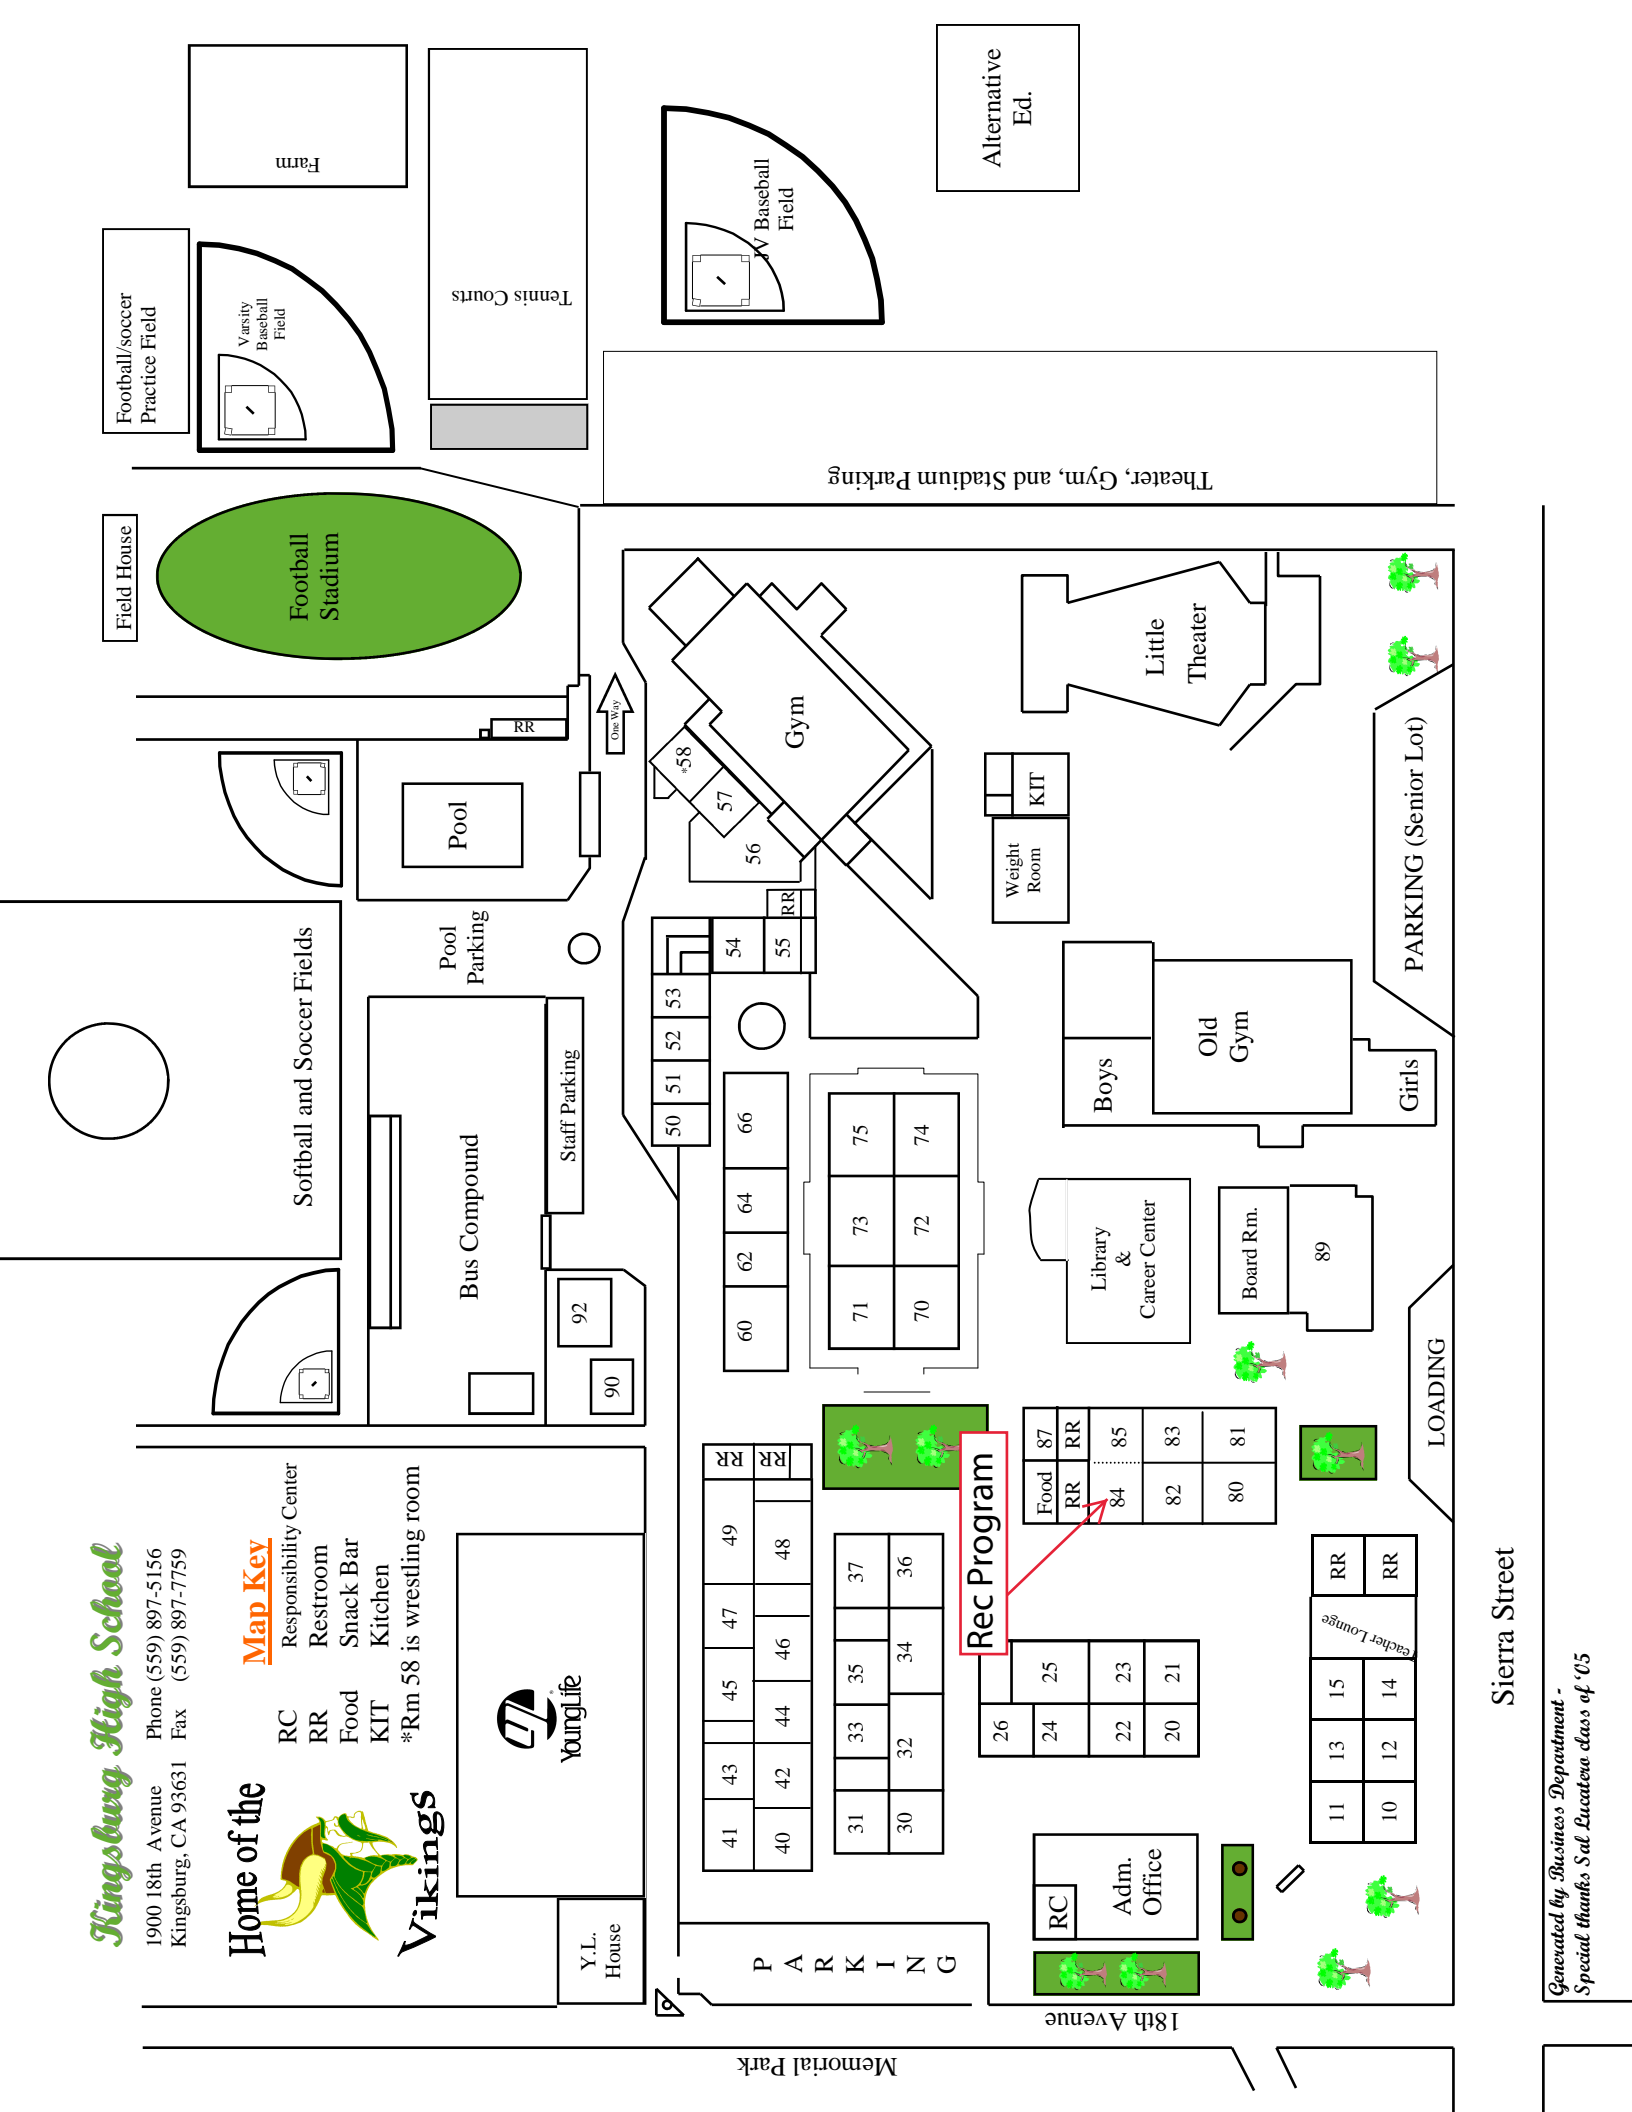 Kingsburg High School
1900 18th Avenue Phone (559) 897-5156
Kingsburg, CA 93631 Fax (559) 897-7759
Home of the
Vikings
Map Key
RC Responsibility Center
RR Restroom
Food Snack Bar
KIT Kitchen
*Rm 58 is wrestling room
YoungLife
Y.L.
House
Softball and Soccer Fields
Bus Compound
Staff Parking
92
90
Pool
Parking
Pool
RR
One Way
Field House
Football
Stadium
Football/soccer
Practice Field
Varsity
Baseball
Field
Farm
Tennis Courts
JV Baseball
Field
Alternative
Ed.
Theater, Gym, and Stadium Parking
Gym
*58
57
56
RR
55
54
53
52
51
50
66
64
62
60
75
74
73
72
71
70
RR
RR
49
48
47
46
45
44
43
42
41
40
37
36
35
34
33
32
31
30
Rec Program
26
25
24
23
22
21
20
Food
87
RR
RR
84
85
82
83
80
81
Library
&
Career Center
Board Rm.
89
Boys
Old
Gym
Girls
Weight
Room
KIT
Little
Theater
PARKING (Senior Lot)
LOADING
RR
RR
Teacher Lounge
15
14
13
12
11
10
RC
Adm.
Office
PARKING
18th Avenue
Memorial Park
Sierra Street
Generated by Business Department -
Special thanks Sal Lucatero class of '05